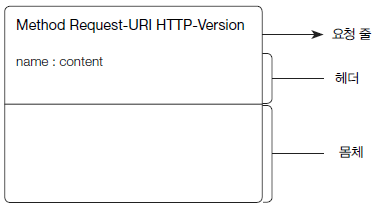 Method Request-URI HTTP-Version
요청 줄
name : content
헤더
몸체